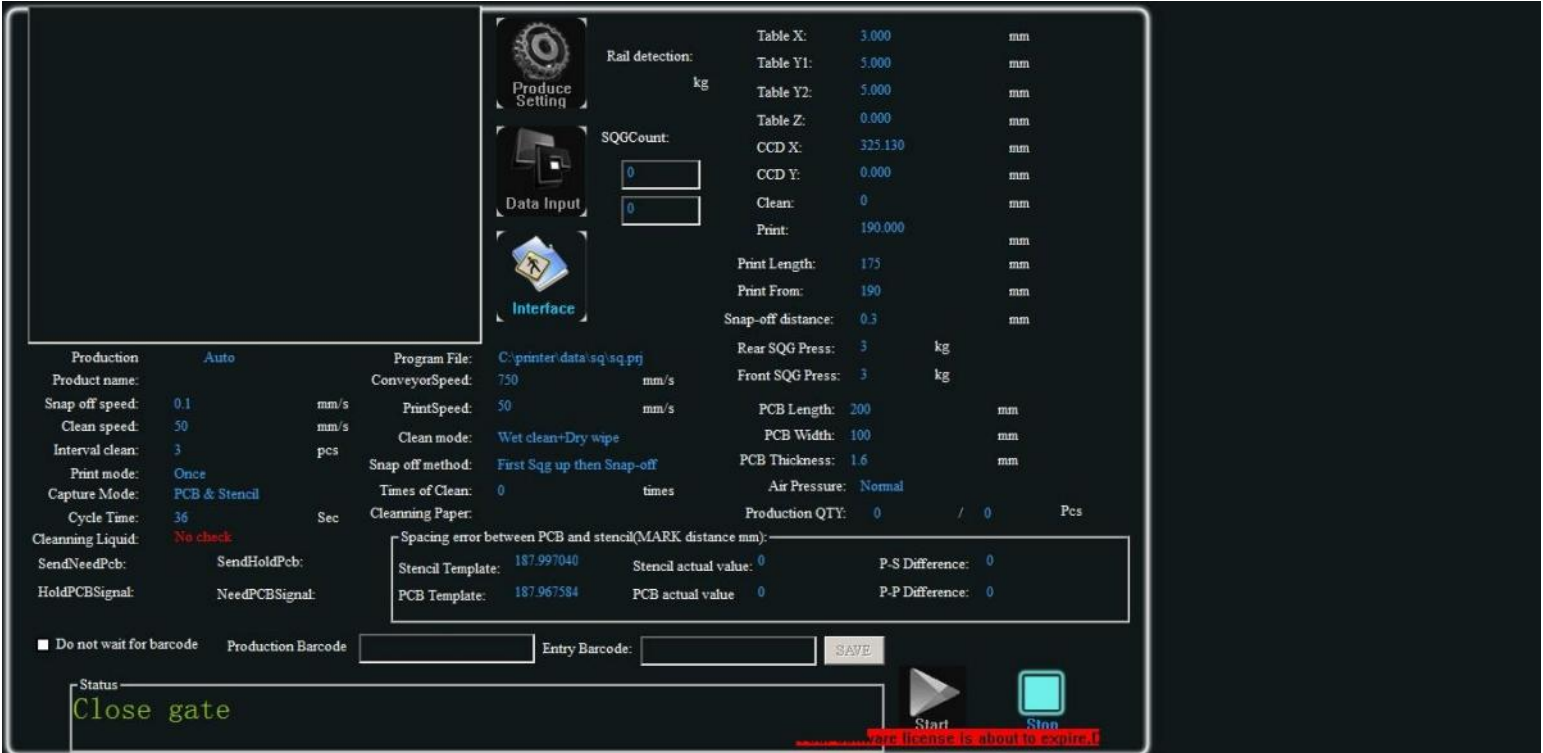 Produce
Setting
Rail detection:
kg
Data Input
SQGCount:
0
0
Interface
Table X: 3.000 mm
Table Y1: 5.000 mm
Table Y2: 5.000 mm
Table Z: 0.000 mm
CCD X: 325.130 mm
CCD Y: 0.000 mm
Clean: 0 mm
Print: 190.000 mm
Print Length: 175 mm
Print From: 190 mm
Snap-off distance: 0.3 mm
Rear SQG Press: 3 kg
Front SQG Press: 3 kg
PCB Length: 200 mm
PCB Width: 100 mm
PCB Thickness: 1.6 mm
Air Pressure: Normal
Production QTY: 0 / 0 Pcs
Production Auto
Product name:
Snap off speed: 0.1 mm/s
Clean speed: 50 mm/s
Interval clean: 3 pcs
Print mode: Once
Capture Mode: PCB & Stencil
Cycle Time: 36 Sec
Cleanning Liquid: No check
SendNeedPcb: SendHoldPcb:
HoldPCBSignal: NeedPCBSignal:
Program File: C:\printer\data\sq\sq.prj
ConveyorSpeed: 750 mm/s
PrintSpeed: 50 mm/s
Clean mode: Wet clean+Dry wipe
Snap off method: First Sqg up then Snap-off
Times of Clean: 0 times
Cleanning Paper:
Spacing error between PCB and stencil(MARK distance mm):
Stencil Template: 187.997040 Stencil actual value: 0 P-S Difference: 0
PCB Template: 187.967584 PCB actual value 0 P-P Difference: 0
Do not wait for barcode Production Barcode Entry Barcode: SAVE
Status
Close gate
Start
Stop
license is about to expire.